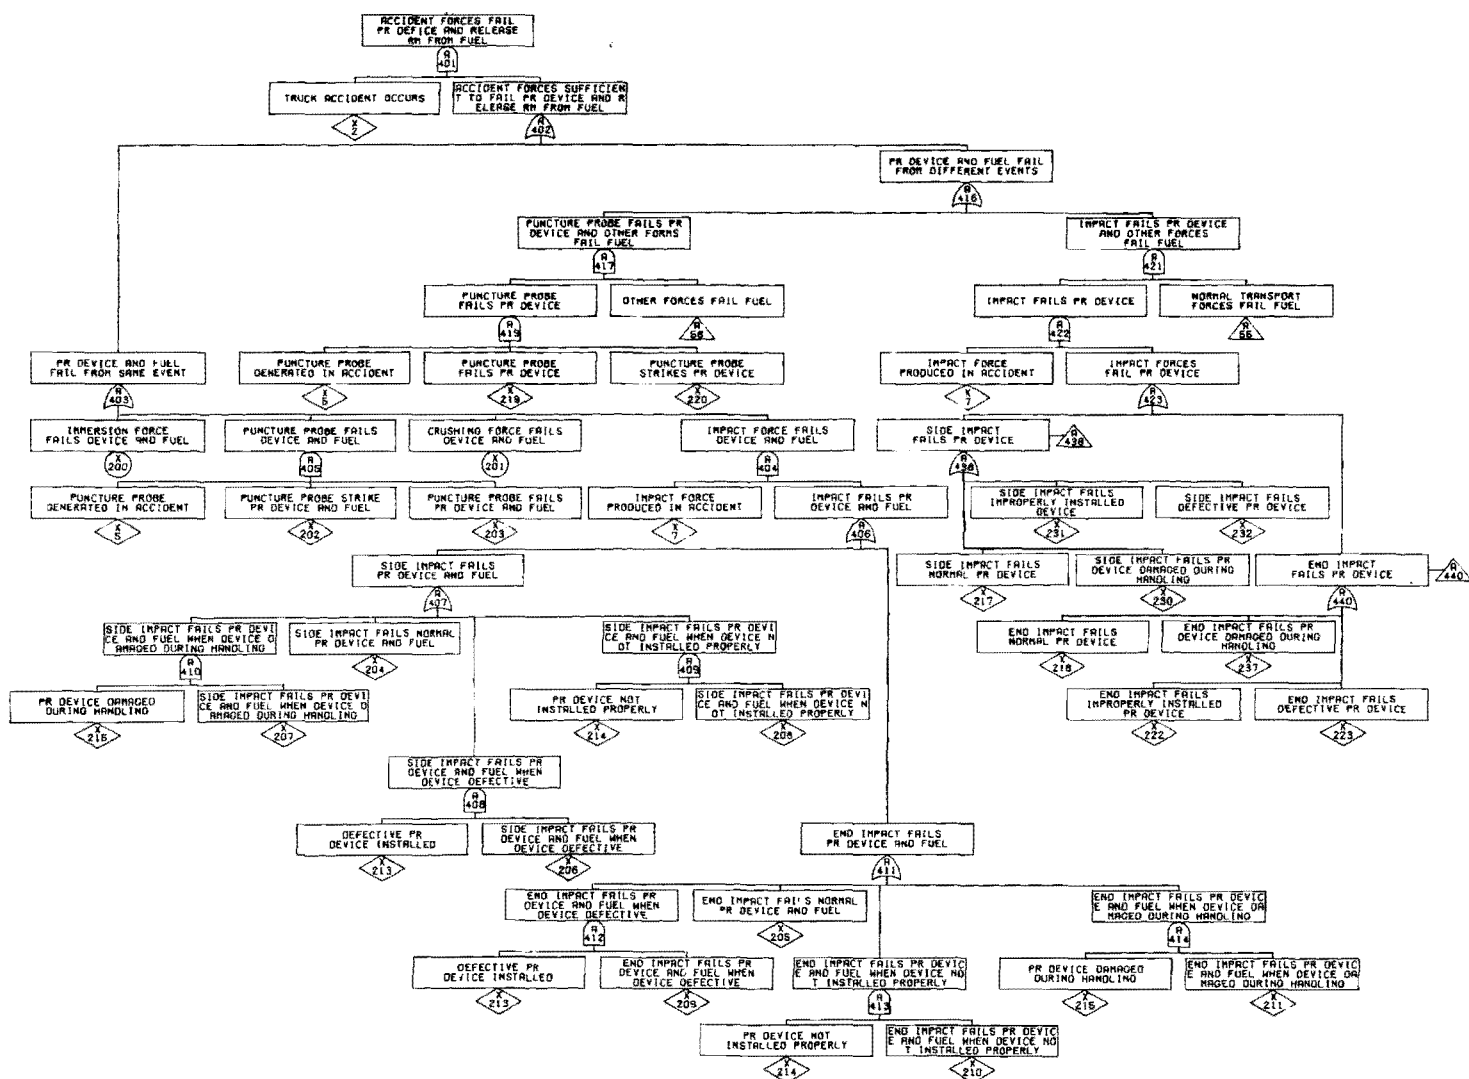 ACCIDENT FORCES FAIL
PR DEFICE AND RELEASE
RM FROM FUEL
A
401
TRUCK ACCIDENT OCCURS
X
2
ACCIDENT FORCES SUFFICIEN
T TO FAIL PR DEVICE AND R
ELEASE RM FROM FUEL
A
402
PR DEVICE AND FUEL FAIL
FROM DIFFERENT EVENTS
A
416
PUNCTURE PROBE FAILS PR
DEVICE AND OTHER FORMS
FAIL FUEL
A
417
IMPACT FAILS PR DEVICE
AND OTHER FORCES
FAIL FUEL
A
421
PUNCTURE PROBE
FAILS PR DEVICE
A
419
OTHER FORCES FAIL FUEL
A
56
IMPACT FAILS PR DEVICE
A
422
NORMAL TRANSPORT
FORCES FAIL FUEL
A
55
PR DEVICE AND FUEL
FAIL FROM SAME EVENT
A
403
PUNCTURE PROBE
GENERATED IN ACCIDENT
X
5
PUNCTURE PROBE
FAILS PR DEVICE
X
219
PUNCTURE PROBE
STRIKES PR DEVICE
X
220
IMPACT FORCE
PRODUCED IN ACCIDENT
X
7
IMPACT FORCES
FAIL PR DEVICE
A
423
IMMERSION FORCE
FAILS DEVICE AND FUEL
X
200
PUNCTURE PROBE FAILS
DEVICE AND FUEL
A
405
CRUSHING FORCE FAILS
DEVICE AND FUEL
X
201
IMPACT FORCE FAILS
DEVICE AND FUEL
A
404
SIDE IMPACT
FAILS PR DEVICE
A
438
A
438
PUNCTURE PROBE
GENERATED IN ACCIDENT
X
5
PUNCTURE PROBE STRIKE
PR DEVICE AND FUEL
X
202
PUNCTURE PROBE FAILS
PR DEVICE AND FUEL
X
203
IMPACT FORCE
PRODUCED IN ACCIDENT
X
7
IMPACT FAILS PR
DEVICE AND FUEL
A
406
SIDE IMPACT FAILS
IMPROPERLY INSTALLED
DEVICE
X
231
SIDE IMPACT FAILS
DEFECTIVE PR DEVICE
X
232
SIDE IMPACT FAILS
PR DEVICE AND FUEL
A
407
SIDE IMPACT FAILS
NORMAL PR DEVICE
X
217
SIDE IMPACT FAILS PR
DEVICE DAMAGED DURING
HANDLING
X
230
END IMPACT
FAILS PR DEVICE
A
440
A
440
SIDE IMPACT FAILS PR DEVI
CE AND FUEL WHEN DEVICE D
AMAGED DURING HANDLING
A
410
SIDE IMPACT FAILS NORMAL
PR DEVICE AND FUEL
X
204
SIDE IMPACT FAILS PR DEVI
CE AND FUEL WHEN DEVICE N
OT INSTALLED PROPERLY
A
409
END IMPACT FAILS
NORMAL PR DEVICE
X
218
END IMPACT FAILS PR
DEVICE DAMAGED DURING
HANDLING
X
237
PR DEVICE DAMAGED
DURING HANDLING
X
215
SIDE IMPACT FAILS PR DEVI
CE AND FUEL WHEN DEVICE D
AMAGED DURING HANDLING
X
207
PR DEVICE NOT
INSTALLED PROPERLY
X
214
SIDE IMPACT FAILS PR DEVI
CE AND FUEL WHEN DEVICE N
OT INSTALLED PROPERLY
X
208
END IMPACT FAILS
IMPROPERLY INSTALLED
PR DEVICE
X
222
END IMPACT FAILS
DEFECTIVE PR DEVICE
X
223
SIDE IMPACT FAILS PR
DEVICE AND FUEL WHEN
DEVICE DEFECTIVE
A
408
DEFECTIVE PR
DEVICE INSTALLED
X
213
SIDE IMPACT FAILS PR
DEVICE AND FUEL WHEN
DEVICE DEFECTIVE
X
206
END IMPACT FAILS
PR DEVICE AND FUEL
A
411
END IMPACT FAILS PR
DEVICE AND FUEL WHEN
DEVICE DEFECTIVE
A
412
END IMPACT FAI'S NORMAL
PR DEVICE AND FUEL
X
205
END IMPACT FAILS PR DEVIC
E AND FUEL WHEN DEVICE DA
MAGED DURING HANDLING
A
414
DEFECTIVE PR
DEVICE INSTALLED
X
213
END IMPACT FAILS PR
DEVICE AND FUEL WHEN
DEVICE DEFECTIVE
X
209
END IMPACT FAILS PR DEVIC
E AND FUEL WHEN DEVICE NO
T INSTALLED PROPERLY
A
413
PR DEVICE DAMAGED
DURING HANDLING
X
215
END IMPACT FAILS PR DEVIC
E AND FUEL WHEN DEVICE DA
MAGED DURING HANDLING
X
211
PR DEVICE NOT
INSTALLED PROPERLY
X
214
END IMPACT FAILS PR DEVIC
E AND FUEL WHEN DEVICE NO
T INSTALLED PROPERLY
X
210